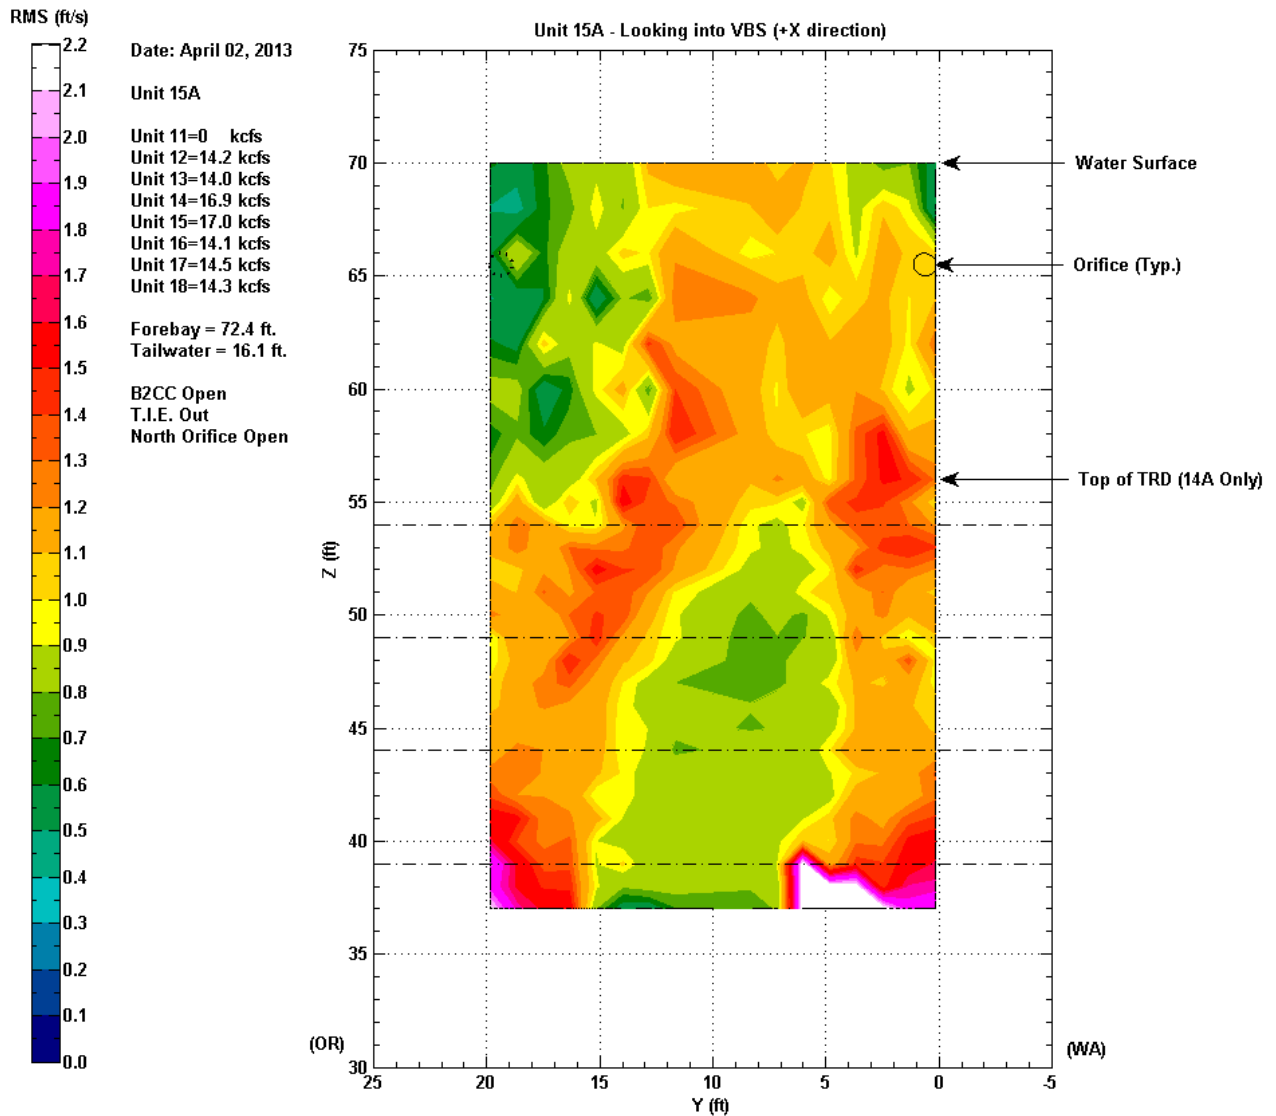 RMS (ft/s)
2.2
2.1
2.0
1.9
1.8
1.7
1.6
1.5
1.4
1.3
1.2
1.1
1.0
0.9
0.8
0.7
0.6
0.5
0.4
0.3
0.2
0.1
0.0
Date: April 02, 2013
Unit 15A
Unit 11=0 kcfs
Unit 12=14.2 kcfs
Unit 13=14.0 kcfs
Unit 14=16.9 kcfs
Unit 15=17.0 kcfs
Unit 16=14.1 kcfs
Unit 17=14.5 kcfs
Unit 18=14.3 kcfs
Forebay = 72.4 ft.
Tailwater = 16.1 ft.
B2CC Open
T.I.E. Out
North Orifice Open
Unit 15A - Looking into VBS (+X direction)
75
70
65
60
55
50
45
40
35
30
Z (ft)
Water Surface
Orifice (Typ.)
Top of TRD (14A Only)
(OR)
(WA)
25
20
15
10
5
0
-5
Y (ft)